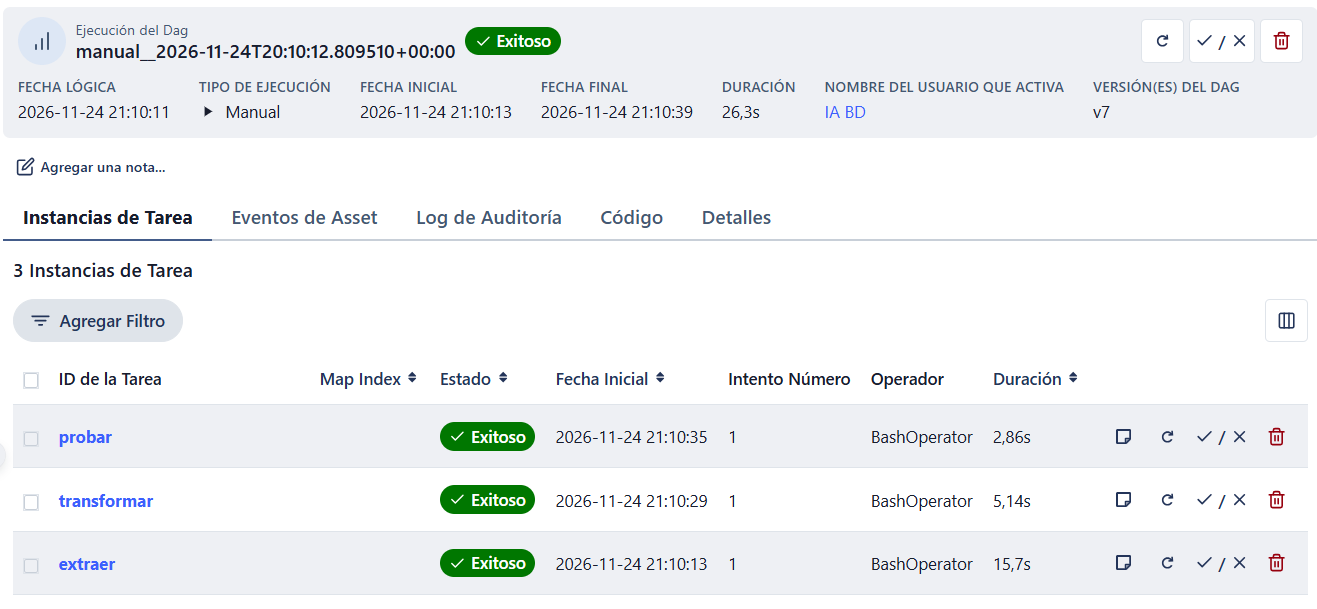 Ejecución del Dag
manual__2026-11-24T20:10:12.809510+00:00 Exitoso
/
FECHA LÓGICA TIPO DE EJECUCIÓN FECHA INICIAL FECHA FINAL DURACIÓN NOMBRE DEL USUARIO QUE ACTIVA VERSIÓN(ES) DEL DAG
2026-11-24 21:10:11 Manual 2026-11-24 21:10:13 2026-11-24 21:10:39 26,3s IA BD v7
Agregar una nota...
Instancias de Tarea Eventos de Asset Log de Auditoría Código Detalles
3 Instancias de Tarea
Agregar Filtro
ID de la Tarea Map Index Estado Fecha Inicial Intento Número Operador Duración
probar Exitoso 2026-11-24 21:10:35 1 BashOperator 2,86s /
transformar Exitoso 2026-11-24 21:10:29 1 BashOperator 5,14s /
extraer Exitoso 2026-11-24 21:10:13 1 BashOperator 15,7s /